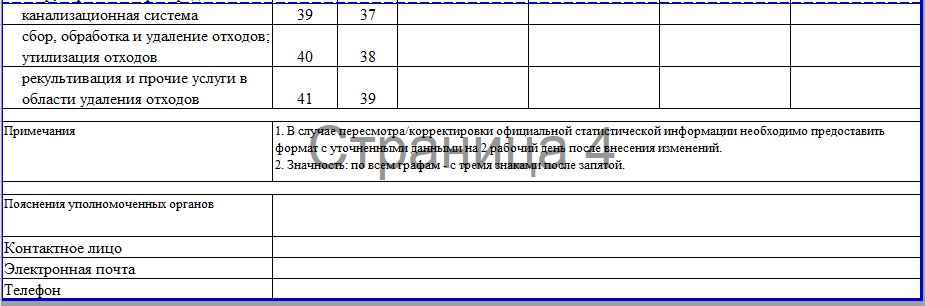 канализационная система 39 37
сбор, обработка и удаление отходов;
утилизация отходов 40 38
рекультивация и прочие услуги в
области удаления отходов 41 39
Примечания 1. В случае пересмотра/корректировки официальной статистической информации необходимо предоставить
формат с уточненными данными на 2 рабочий день после внесения изменений.
2. Значность: по всем графам - с тремя знаками после запятой.
Страница 4
Пояснения уполномоченных органов
Контактное лицо
Электронная почта
Телефон